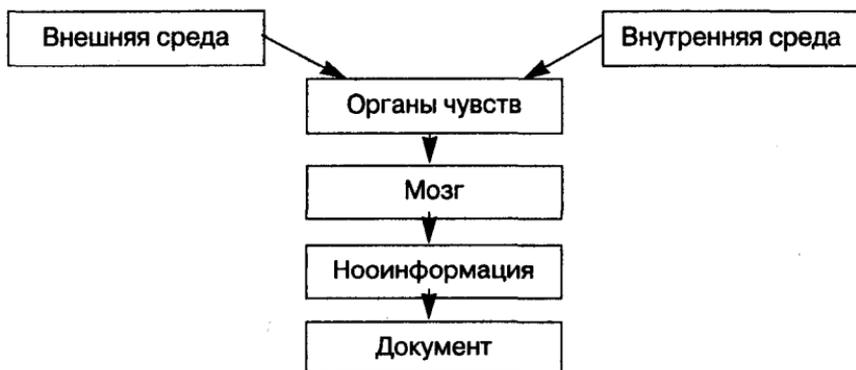 Внешняя среда
Внутренняя среда
Органы чувств
Мозг
Нооинформация
Документ